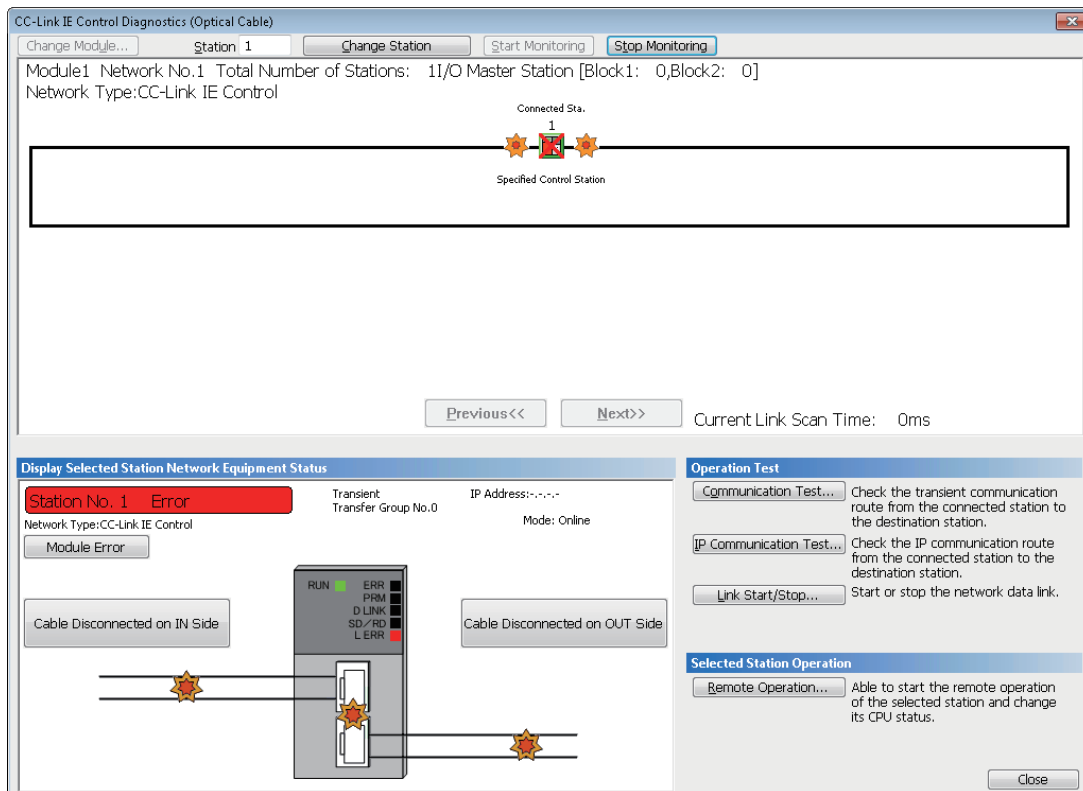 CC-Link IE Control Diagnostics (Optical Cable)
Change Module...
Station 1
Change Station
Start Monitoring
Stop Monitoring
Module1 Network No.1 Total Number of Stations: 1I/O Master Station [Block1: 0,Block2: 0]
Network Type:CC-Link IE Control
Connected Sta.
1
Specified Control Station
Previous<<
Next>>
Current Link Scan Time: 0ms
Display Selected Station Network Equipment Status
Station No. 1 Error
Transient
Transfer Group No.0
IP Address:-.-.-.-
Mode: Online
Network Type:CC-Link IE Control
Module Error
RUN ERR
PRM
D LINK
SD/RD
L ERR
Cable Disconnected on IN Side
Cable Disconnected on OUT Side
Operation Test
Communication Test...
Check the transient communication
route from the connected station to
the destination station.
IP Communication Test...
Check the IP communication route
from the connected station to the
destination station.
Link Start/Stop...
Start or stop the network data link.
Selected Station Operation
Remote Operation...
Able to start the remote operation
of the selected station and change
its CPU status.
Close